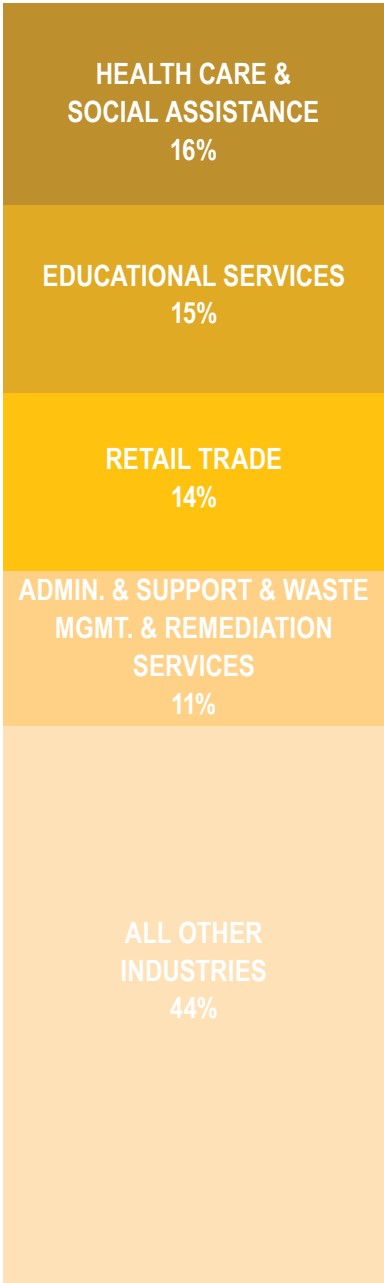 HEALTH CARE &
SOCIAL ASSISTANCE
16%
EDUCATIONAL SERVICES
15%
RETAIL TRADE
14%
ADMIN. & SUPPORT & WASTE
MGMT. & REMEDIATION
SERVICES
11%
ALL OTHER
INDUSTRIES
44%